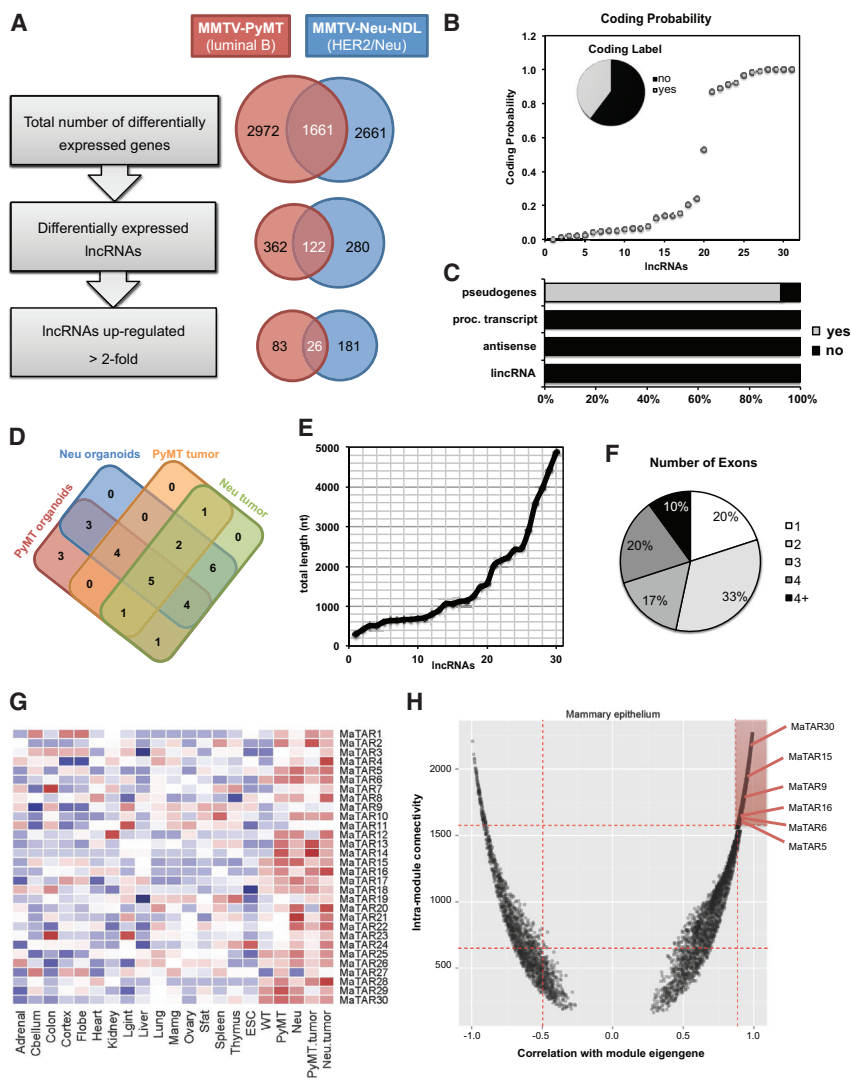 A
MMTV-PyMT
(luminal B)
MMTV-Neu-NDL
(HER2/Neu)
Total number of differentially
expressed genes
2972
1661
2661
Differentially expressed
lncRNAs
362
122
280
lncRNAs up-regulated
> 2-fold
83
26
181
B
Coding Probability
Coding Label
no
yes
Coding Probability
1.2
1.0
0.8
0.6
0.4
0.2
0.0
0
5
10
15
20
25
30
lncRNAs
C
pseudogenes
proc. transcript
antisense
lincRNA
0%
20%
40%
60%
80%
100%
yes
no
D
Neu organoids
PyMT tumor
PyMT organoids
Neu tumor
0
0
3
0
1
3
4
2
0
0
5
6
1
4
1
E
total length (nt)
5000
4000
3000
2000
1000
0
0
10
20
30
lncRNAs
F
Number of Exons
10%
20%
20%
17%
33%
1
2
3
4
4+
G
MaTAR1
MaTAR2
MaTAR3
MaTAR4
MaTAR5
MaTAR6
MaTAR7
MaTAR8
MaTAR9
MaTAR10
MaTAR11
MaTAR12
MaTAR13
MaTAR14
MaTAR15
MaTAR16
MaTAR17
MaTAR18
MaTAR19
MaTAR20
MaTAR21
MaTAR22
MaTAR23
MaTAR24
MaTAR25
MaTAR26
MaTAR27
MaTAR28
MaTAR29
MaTAR30
Adrenal
Cbellum
Colon
Cortex
Flobe
Heart
Kidney
Lgint
Liver
Lung
Mamg
Ovary
Sfat
Spleen
Thymus
ESC
WT
PyMT
Neu
PyMT.tumor
Neu.tumor
H
Mammary epithelium
Intra-module connectivity
2000
1500
1000
500
-1.0
-0.5
0.0
0.5
1.0
Correlation with module eigengene
MaTAR30
MaTAR15
MaTAR9
MaTAR16
MaTAR6
MaTAR5